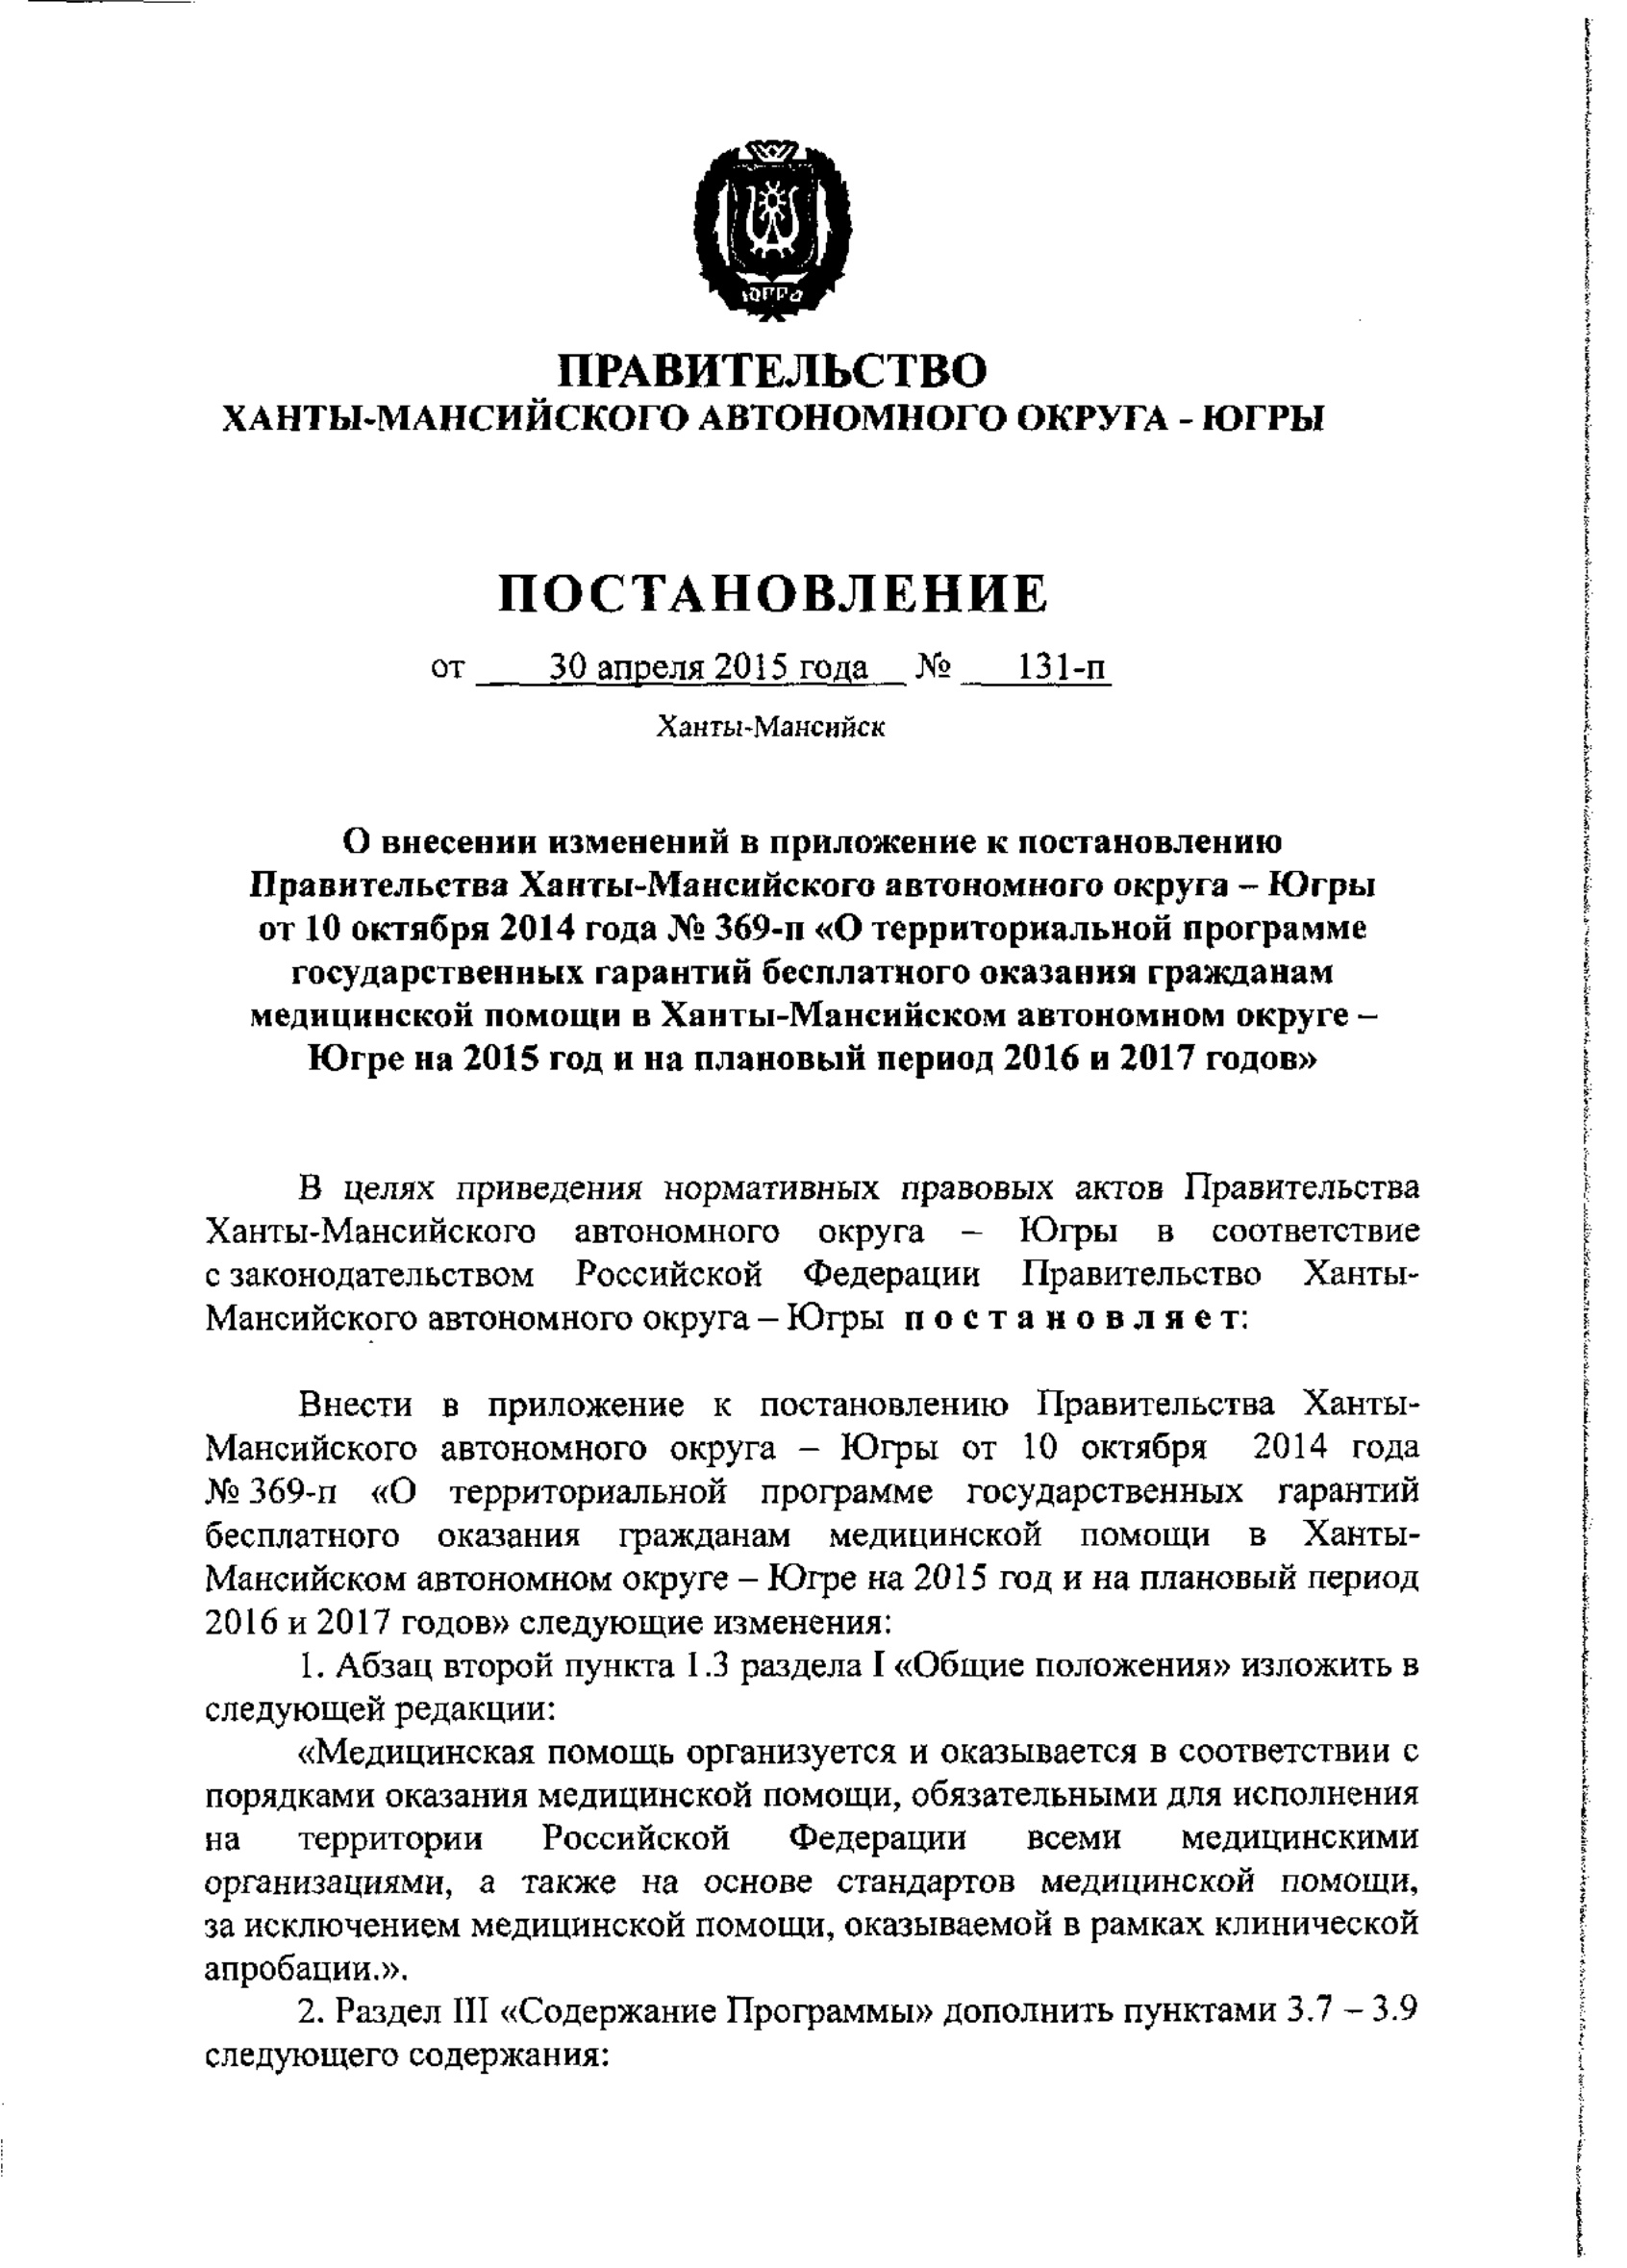 ЮГРА
ПРАВИТЕЛЬСТВО
ХАНТЫ-МАНСИЙСКОГО АВТОНОМНОГО ОКРУГА - ЮГРЫ
ПОСТАНОВЛЕНИЕ
от 30 апреля 2015 года № 131-п
Ханты-Мансийск
О внесении изменений в приложение к постановлению
Правительства Ханты-Мансийского автономного округа – Югры
от 10 октября 2014 года № 369-п «О территориальной программе
государственных гарантий бесплатного оказания гражданам
медицинской помощи в Ханты-Мансийском автономном округе –
Югре на 2015 год и на плановый период 2016 и 2017 годов»
В целях приведения нормативных правовых актов Правительства
Ханты-Мансийского автономного округа – Югры в соответствие
с законодательством Российской Федерации Правительство Ханты-
Мансийского автономного округа – Югры п о с т а н о в л я е т:
Внести в приложение к постановлению Правительства Ханты-
Мансийского автономного округа – Югры от 10 октября 2014 года
№ 369-п «О территориальной программе государственных гарантий
бесплатного оказания гражданам медицинской помощи в Ханты-
Мансийском автономном округе – Югре на 2015 год и на плановый период
2016 и 2017 годов» следующие изменения:
1. Абзац второй пункта 1.3 раздела I «Общие положения» изложить в
следующей редакции:
«Медицинская помощь организуется и оказывается в соответствии с
порядками оказания медицинской помощи, обязательными для исполнения
на территории Российской Федерации всеми медицинскими
организациями, а также на основе стандартов медицинской помощи,
за исключением медицинской помощи, оказываемой в рамках клинической
апробации.».
2. Раздел III «Содержание Программы» дополнить пунктами 3.7 – 3.9
следующего содержания: